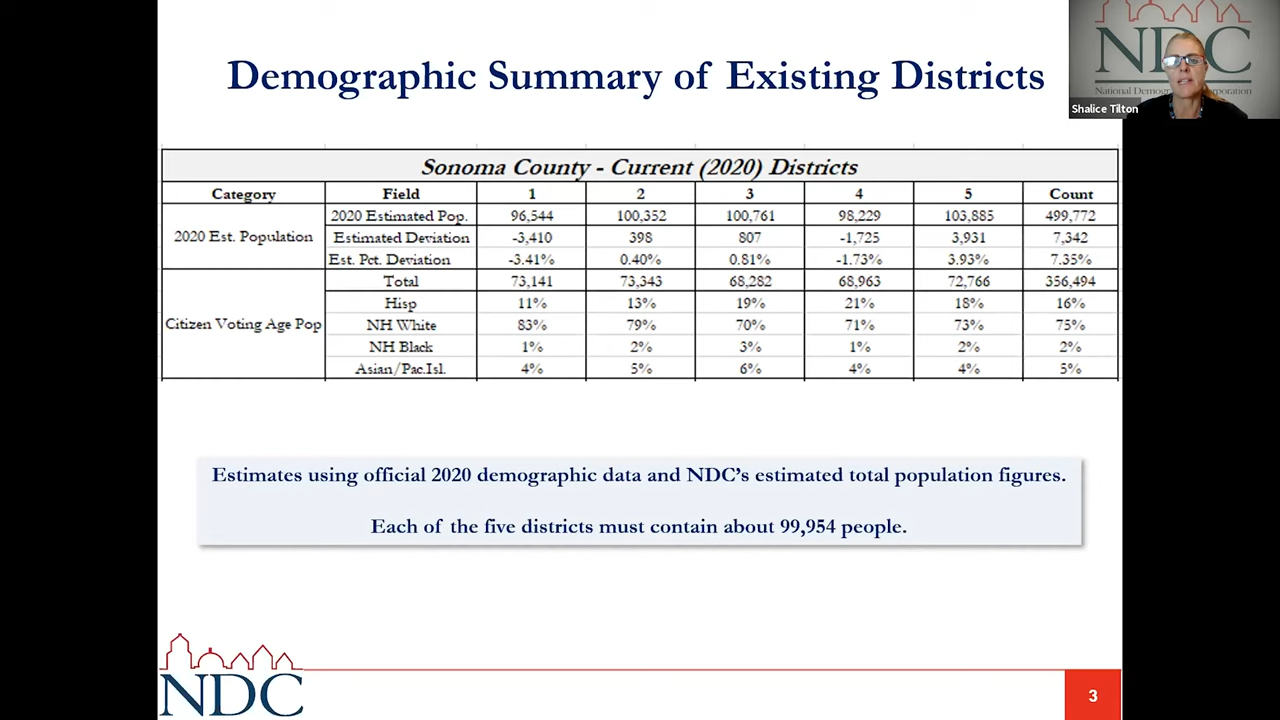 Demographic Summary of Existing Districts
NDC
National Demog
orporation
Shalice Tilton
Sonoma County - Current (2020) Districts
Category Field 1 2 3 4 5 Count
2020 Est. Population
2020 Estimated Pop. 96,544 100,352 100,761 98,229 103,885 499,772
Estimated Deviation -3,410 398 807 -1,725 3,931 7,342
Est. Pct. Deviation -3.41% 0.40% 0.81% -1.73% 3.93% 7.35%
Citizen Voting Age Pop
Total 73,141 73,343 68,282 68,963 72,766 356,494
Hisp 11% 13% 19% 21% 18% 16%
NH White 83% 79% 70% 71% 73% 75%
NH Black 1% 2% 3% 1% 2% 2%
Asian/Pac.Isl. 4% 5% 6% 4% 4% 5%
Estimates using official 2020 demographic data and NDC's estimated total population figures.
Each of the five districts must contain about 99,954 people.
NDC
3